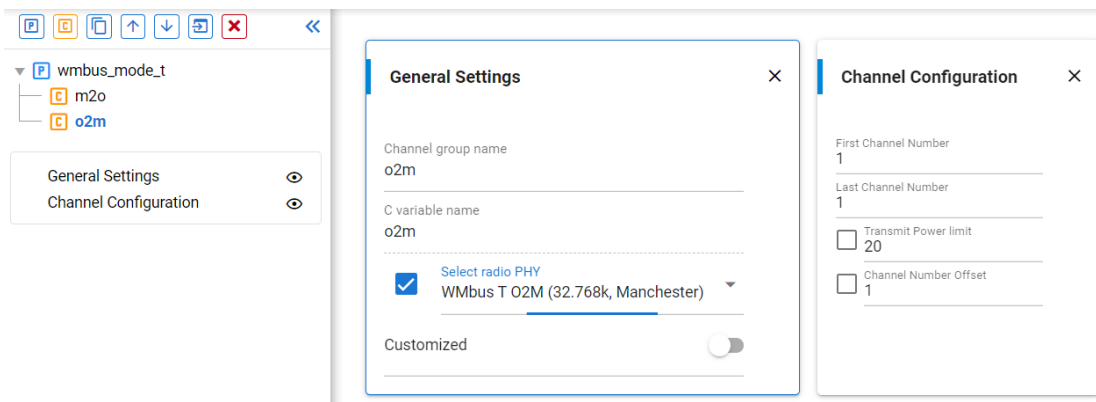 P C
P wmbus_mode_t
C m2o
C o2m
General Settings
Channel Configuration
General Settings
Channel group name
o2m
C variable name
o2m
Select radio PHY
WMbus T O2M (32.768k, Manchester)
Customized
Channel Configuration
First Channel Number
1
Last Channel Number
1
Transmit Power limit
20
Channel Number Offset
1